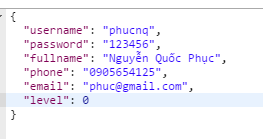 {
"username": "phucnq",
"password": "123456",
"fullname": "Nguyễn Quốc Phục",
"phone": "0905654125",
"email": "phuc@gmail.com",
"level": 0
}